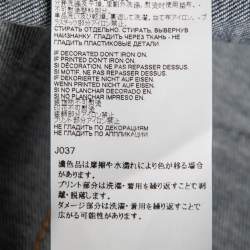 СТИРАТЬ ОТДЕЛЬНО. СТИРАТЬ, ВЫВЕРНУВ
НАИЗНАНКУ. ГЛАДИТЬ ЧЕРЕЗ ТКАНЬ. НЕ
ГЛАДИТЬ ПЛАСТИКОВЫЕ ДЕТАЛИ
IF DECORATED DON'T IRON ON.
IF PRINTED DON'T IRON ON.
SI DÉCORATION, NE PAS REPASSER DESSUS.
SI MOTIF, NE PAS REPASSER DESSUS.
WENN DEKORIERT NICHT AUF EISEN.
WENN PRINTED NICHT AUF EISEN.
SI NO PLANCHAR DECORADO EN.
SI NO PLANCHAR IMPRESO EN.
НЕ ГЛАДИТЬ ПО ДЕКОРАЦИЯМ
НЕ ГЛАДИТЬ ПО АППЛИКАЦИИ
J037
濃色品は摩擦や水濡れにより色が移る場合
があります。
プリント部分は洗濯・着用を繰り返すことで剥
離・脱落します。
ダメージ部分は洗濯・着用を繰り返すことで
広がる可能性があります。